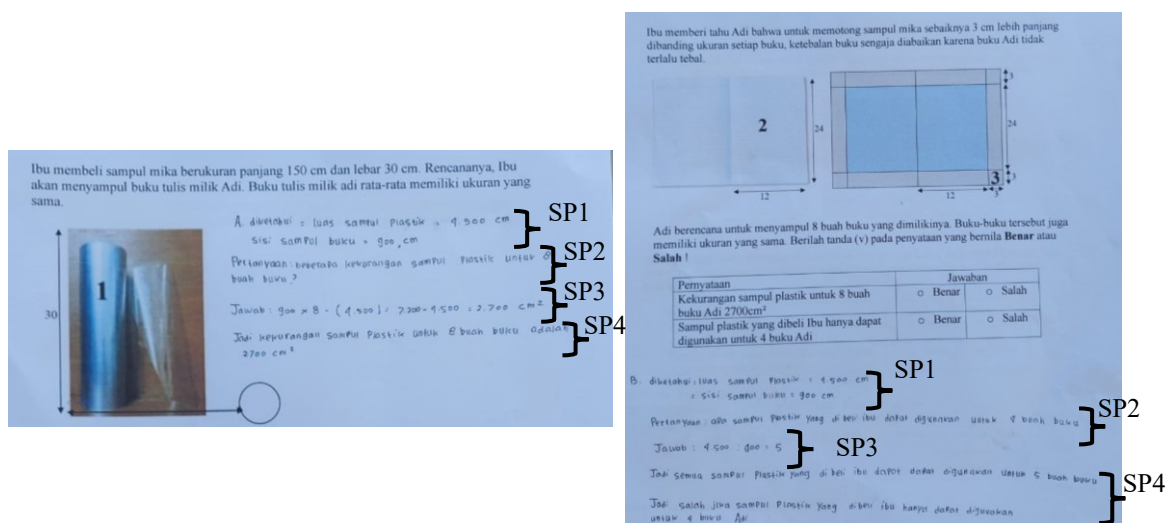 Ibu membeli sampul mika berukuran panjang 150 cm dan lebar 30 cm. Rencananya, Ibu
akan menyampul buku tulis milik Adi. Buku tulis milik adi rata-rata memiliki ukuran yang
sama.
1
30
A. diketahui = luas sampul plastik = 4.500 cm
sisi sampul buku = 900 cm
SP1
Pertanyaan : beberapa kekurangan sampul plastik untuk 8
buah buku ?
SP2
Jawab : 900 × 8 - (4.500) = 7.200 - 4.500 = 2.700 cm²
SP3
Jadi kekurangan sampul plastik untuk 8 buah buku adalah
2700 cm²
SP4
Ibu memberi tahu Adi bahwa untuk memotong sampul mika sebaiknya 3 cm lebih panjang
dibanding ukuran setiap buku, ketebalan buku sengaja diabaikan karena buku Adi tidak
terlalu tebal.
2
24
12
3
24
3
3
12
3
Adi berencana untuk menyampul 8 buah buku yang dimilikinya. Buku-buku tersebut juga
memiliki ukuran yang sama. Berilah tanda (v) pada penyataan yang bernila Benar atau
Salah !
Pernyataan
Jawaban
Kekurangan sampul plastik untuk 8 buah
buku Adi 2700cm²
Benar
Salah
Sampul plastik yang dibeli Ibu hanya dapat
digunakan untuk 4 buku Adi
Benar
Salah
B. diketahui : luas sampul plastik = 4.500 cm
= sisi sampul buku = 900 cm
SP1
Pertanyaan : apa sampul plastik yang di beli ibu dapat digunakan untuk 4 buah buku
SP2
Jawab : 4.500 : 900 = 5
SP3
Jadi semua sampul plastik yang di beli ibu dapat dapat digunakan untuk 5 buah buku
SP4
Jadi salah jika sampul plastik yang dibeli ibu hanya dapat digunakan
untuk 4 buku Adi